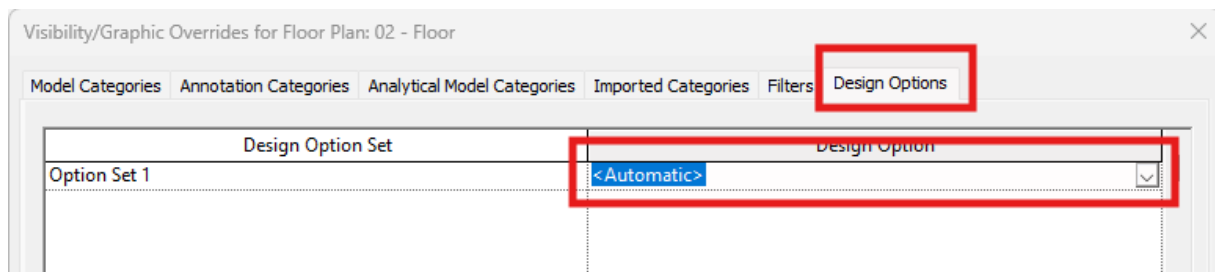 Visibility/Graphic Overrides for Floor Plan: 02 - Floor
Model Categories Annotation Categories Analytical Model Categories Imported Categories Filters Design Options
Design Option Set Design Option
Option Set 1 <Automatic>